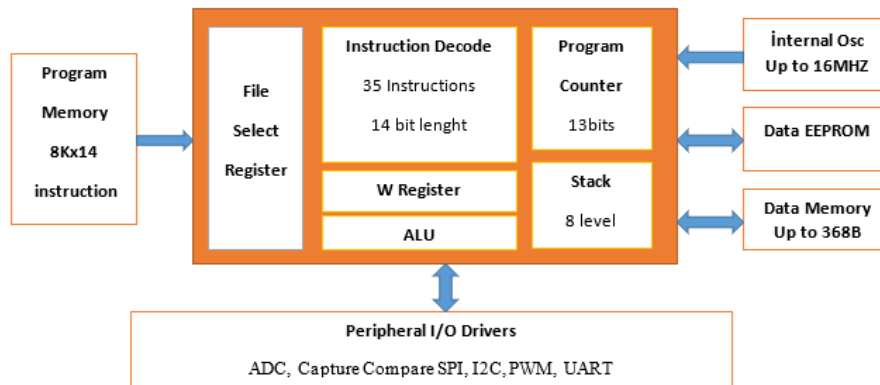 Program
Memory
8Kx14
instruction
File
Select
Register
Instruction Decode
35 Instructions
14 bit lenght
W Register
ALU
Program
Counter
13bits
Stack
8 level
İnternal Osc
Up to 16MHZ
Data EEPROM
Data Memory
Up to 368B
Peripheral I/O Drivers
ADC, Capture Compare SPI, I2C, PWM, UART